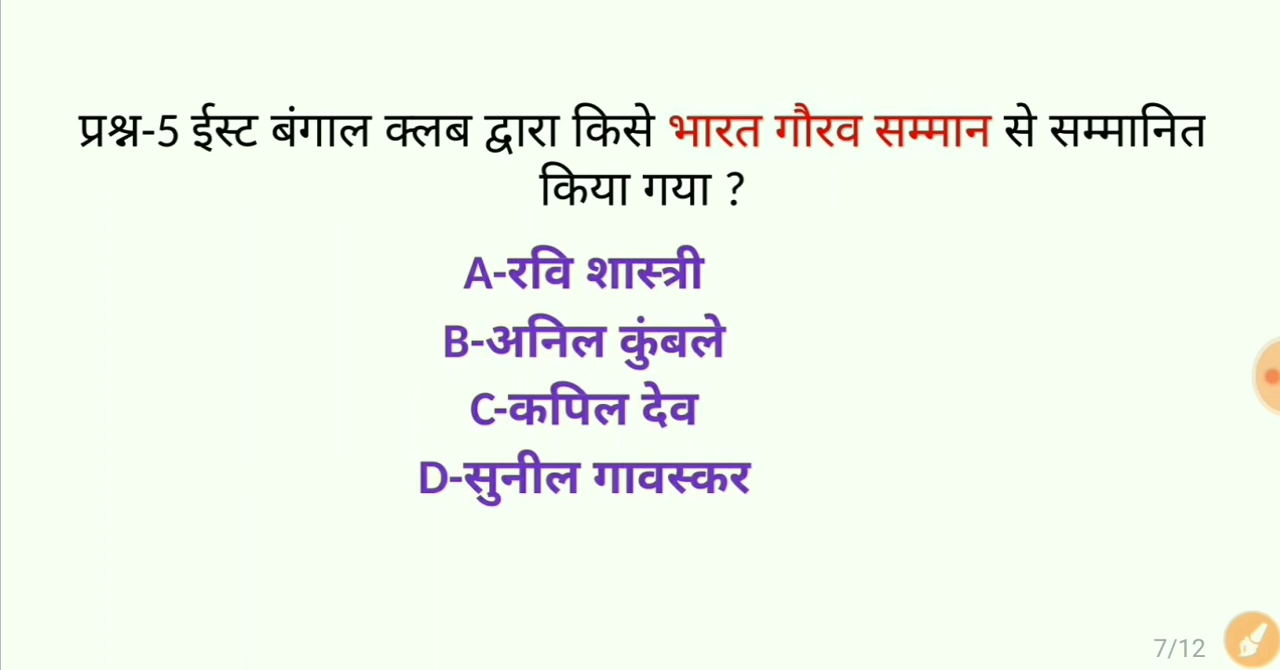 प्रश्न-5 ईस्ट बंगाल क्लब द्वारा किसे भारत गौरव सम्मान से सम्मानित
किया गया ?
A-रवि शास्त्री
B-अनिल कुंबले
C-कपिल देव
D-सुनील गावस्कर
7/12